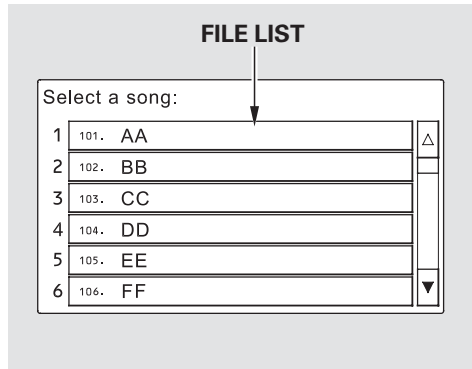 FILE LIST
Select a song:
1 101. AA
2 102. BB
3 103. CC
4 104. DD
5 105. EE
6 106. FF